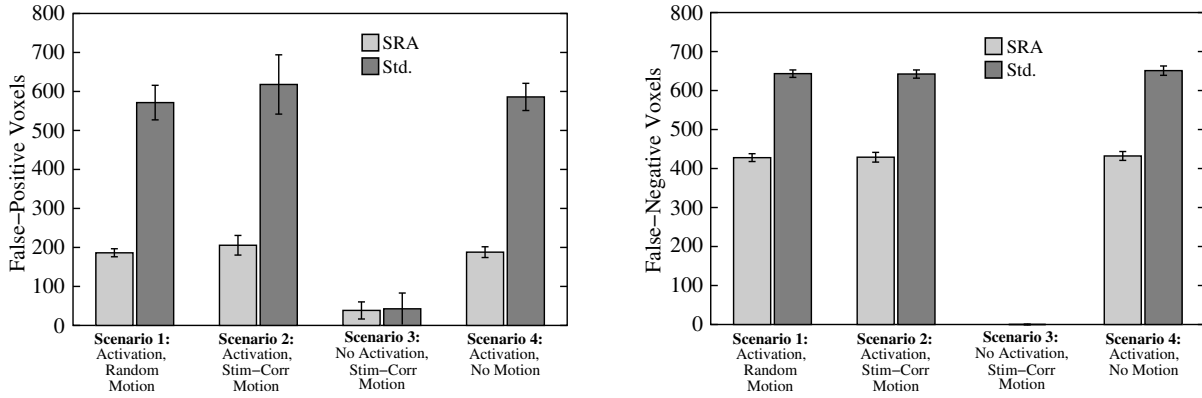 800
700
600
500
400
300
200
100
0
False−Positive Voxels
SRA
Std.
Scenario 1:
Activation,
Random
Motion
Scenario 2:
Activation,
Stim−Corr
Motion
Scenario 3:
No Activation,
Stim−Corr
Motion
Scenario 4:
Activation,
No Motion
800
700
600
500
400
300
200
100
0
False−Negative Voxels
SRA
Std.
Scenario 1:
Activation,
Random
Motion
Scenario 2:
Activation,
Stim−Corr
Motion
Scenario 3:
No Activation,
Stim−Corr
Motion
Scenario 4:
Activation,
No Motion